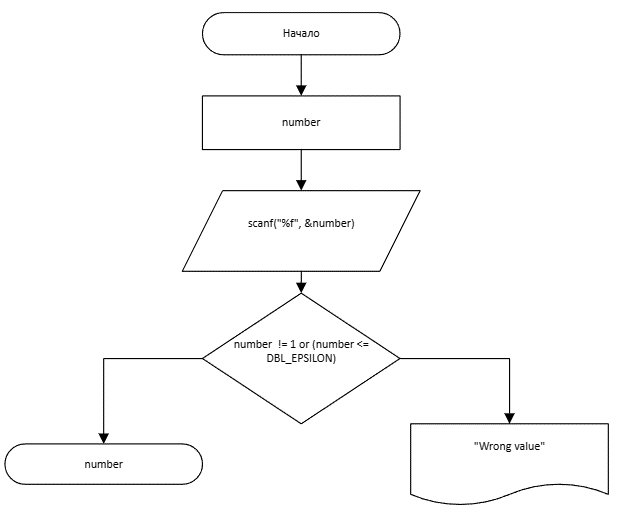 Начало
number
scanf("%f", &number)
number != 1 or (number <=
DBL_EPSILON)
number
"Wrong value"